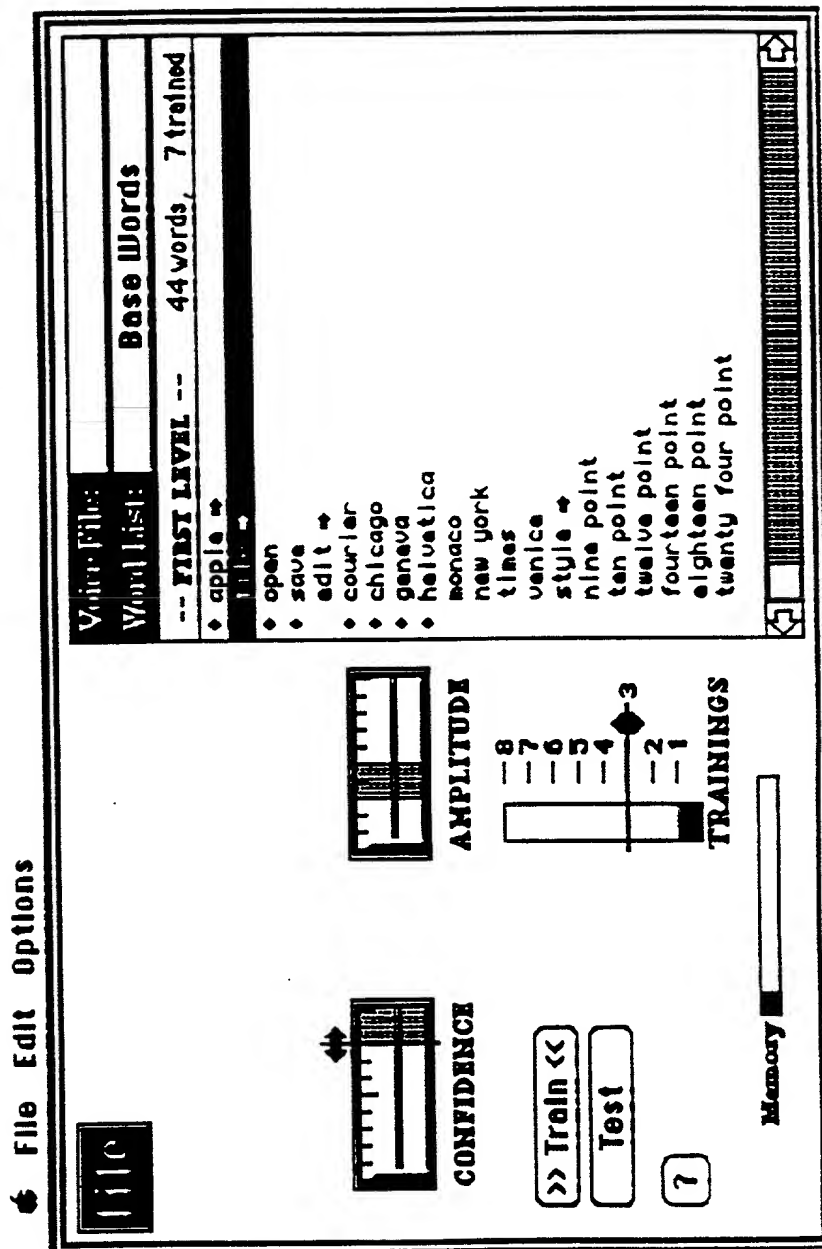 File Edit Options
file
Voice File:
Word List: Base Words
-- FIRST LEVEL -- 44 words, 7 trained
♦ apple ➡
file ➡
♦ open
♦ save
edit ➡
♦ courier
♦ chicago
♦ geneva
♦ helvetica
monaco
new york
times
venice
style ➡
nine point
ten point
twelve point
fourteen point
eighteen point
twenty four point
CONFIDENCE
AMPLITUDE
>> Train <<
Test
?
—8
—7
—6
—5
—4
3
—2
—1
TRAININGS
Memory